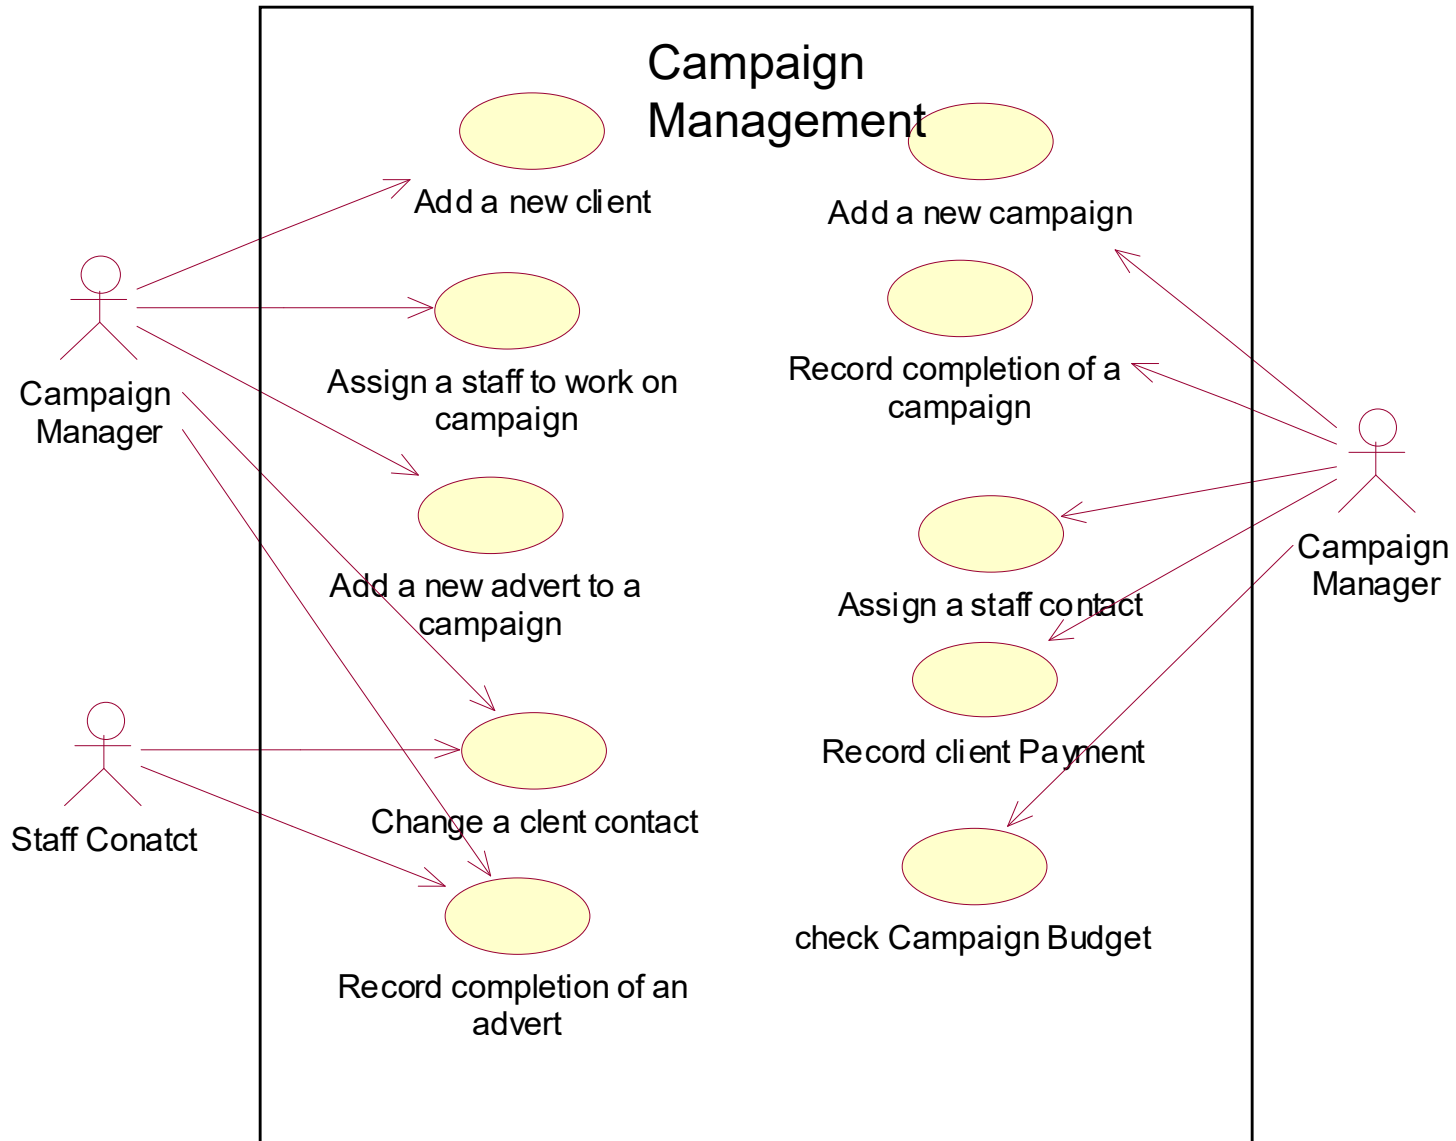 Campaign
Management
Add a new client
Add a new campaign
Campaign
Manager
Assign a staff to work on
campaign
Record completion of a
campaign
Add a new advert to a
campaign
Assign a staff contact
Campaign
Manager
Staff Conatct
Change a clent contact
Record client Payment
Record completion of an
advert
check Campaign Budget